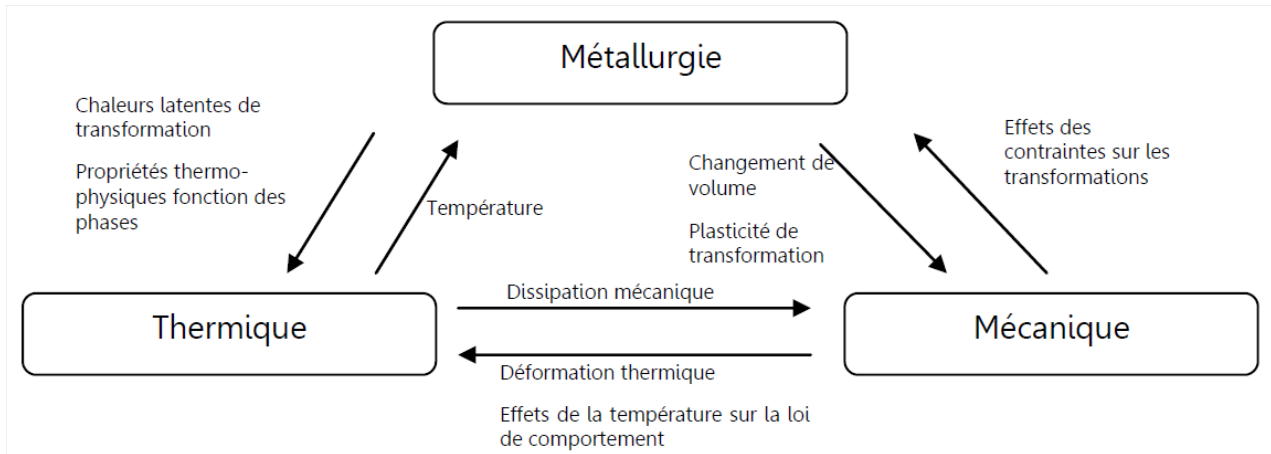 Métallurgie
Chaleurs latentes de
transformation
Propriétés thermo-
physiques fonction des
phases
Température
Changement de
volume
Plasticité de
transformation
Effets des
contraintes sur les
transformations
Thermique
Dissipation mécanique
Mécanique
Déformation thermique
Effets de la température sur la loi
de comportement